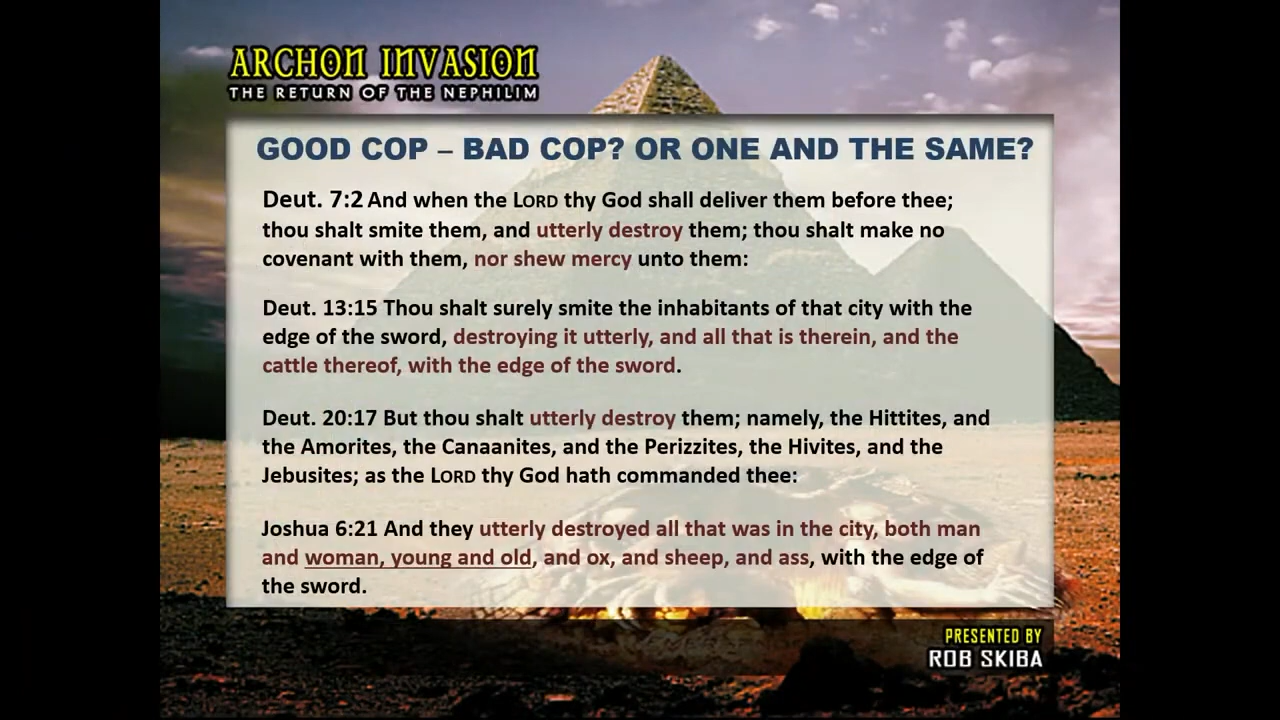 ARCHON INVASION
THE RETURN OF THE NEPHILIM
GOOD COP – BAD COP? OR ONE AND THE SAME?
Deut. 7:2 And when the LORD thy God shall deliver them before thee;
thou shalt smite them, and utterly destroy them; thou shalt make no
covenant with them, nor shew mercy unto them:
Deut. 13:15 Thou shalt surely smite the inhabitants of that city with the
edge of the sword, destroying it utterly, and all that is therein, and the
cattle thereof, with the edge of the sword.
Deut. 20:17 But thou shalt utterly destroy them; namely, the Hittites, and
the Amorites, the Canaanites, and the Perizzites, the Hivites, and the
Jebusites; as the LORD thy God hath commanded thee:
Joshua 6:21 And they utterly destroyed all that was in the city, both man
and woman, young and old, and ox, and sheep, and ass, with the edge of
the sword.
PRESENTED BY
ROB SKIBA